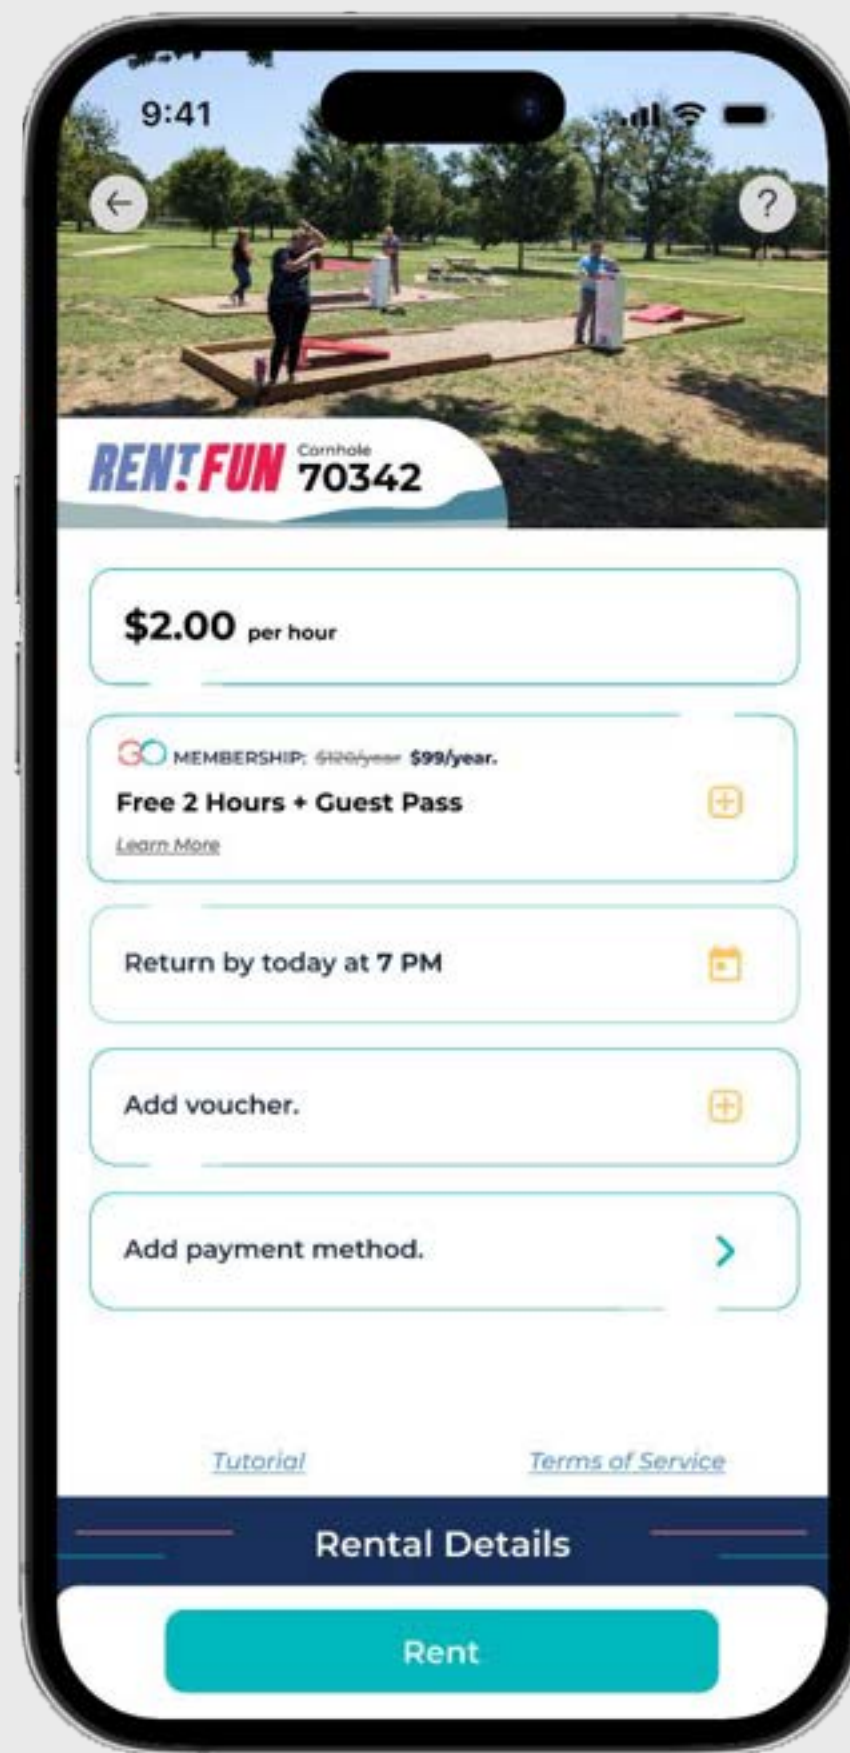 9:41
?
RENT.FUN Cornhole
70342
$2.00 per hour
GO MEMBERSHIP: $120/year $99/year.
Free 2 Hours + Guest Pass
Learn More
Return by today at 7 PM
Add voucher.
Add payment method.
Tutorial Terms of Service
Rental Details
Rent